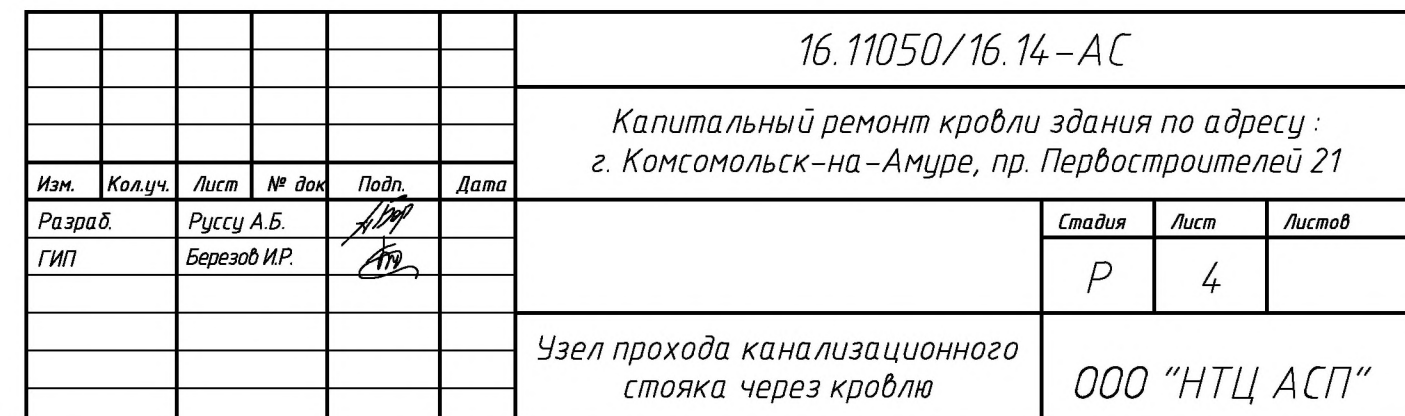 16.11050/16.14-АС
Капитальный ремонт кровли здания по адресу :
г. Комсомольск-на-Амуре, пр. Первостроителей 21
Изм. Кол.уч. Лист № док Подп. Дата
Разраб. Руссу А.Б. Стадия Лист Листов
ГИП Березов И.Р. Р 4
Узел прохода канализационного
стояка через кровлю
ООО "НТЦ АСП"